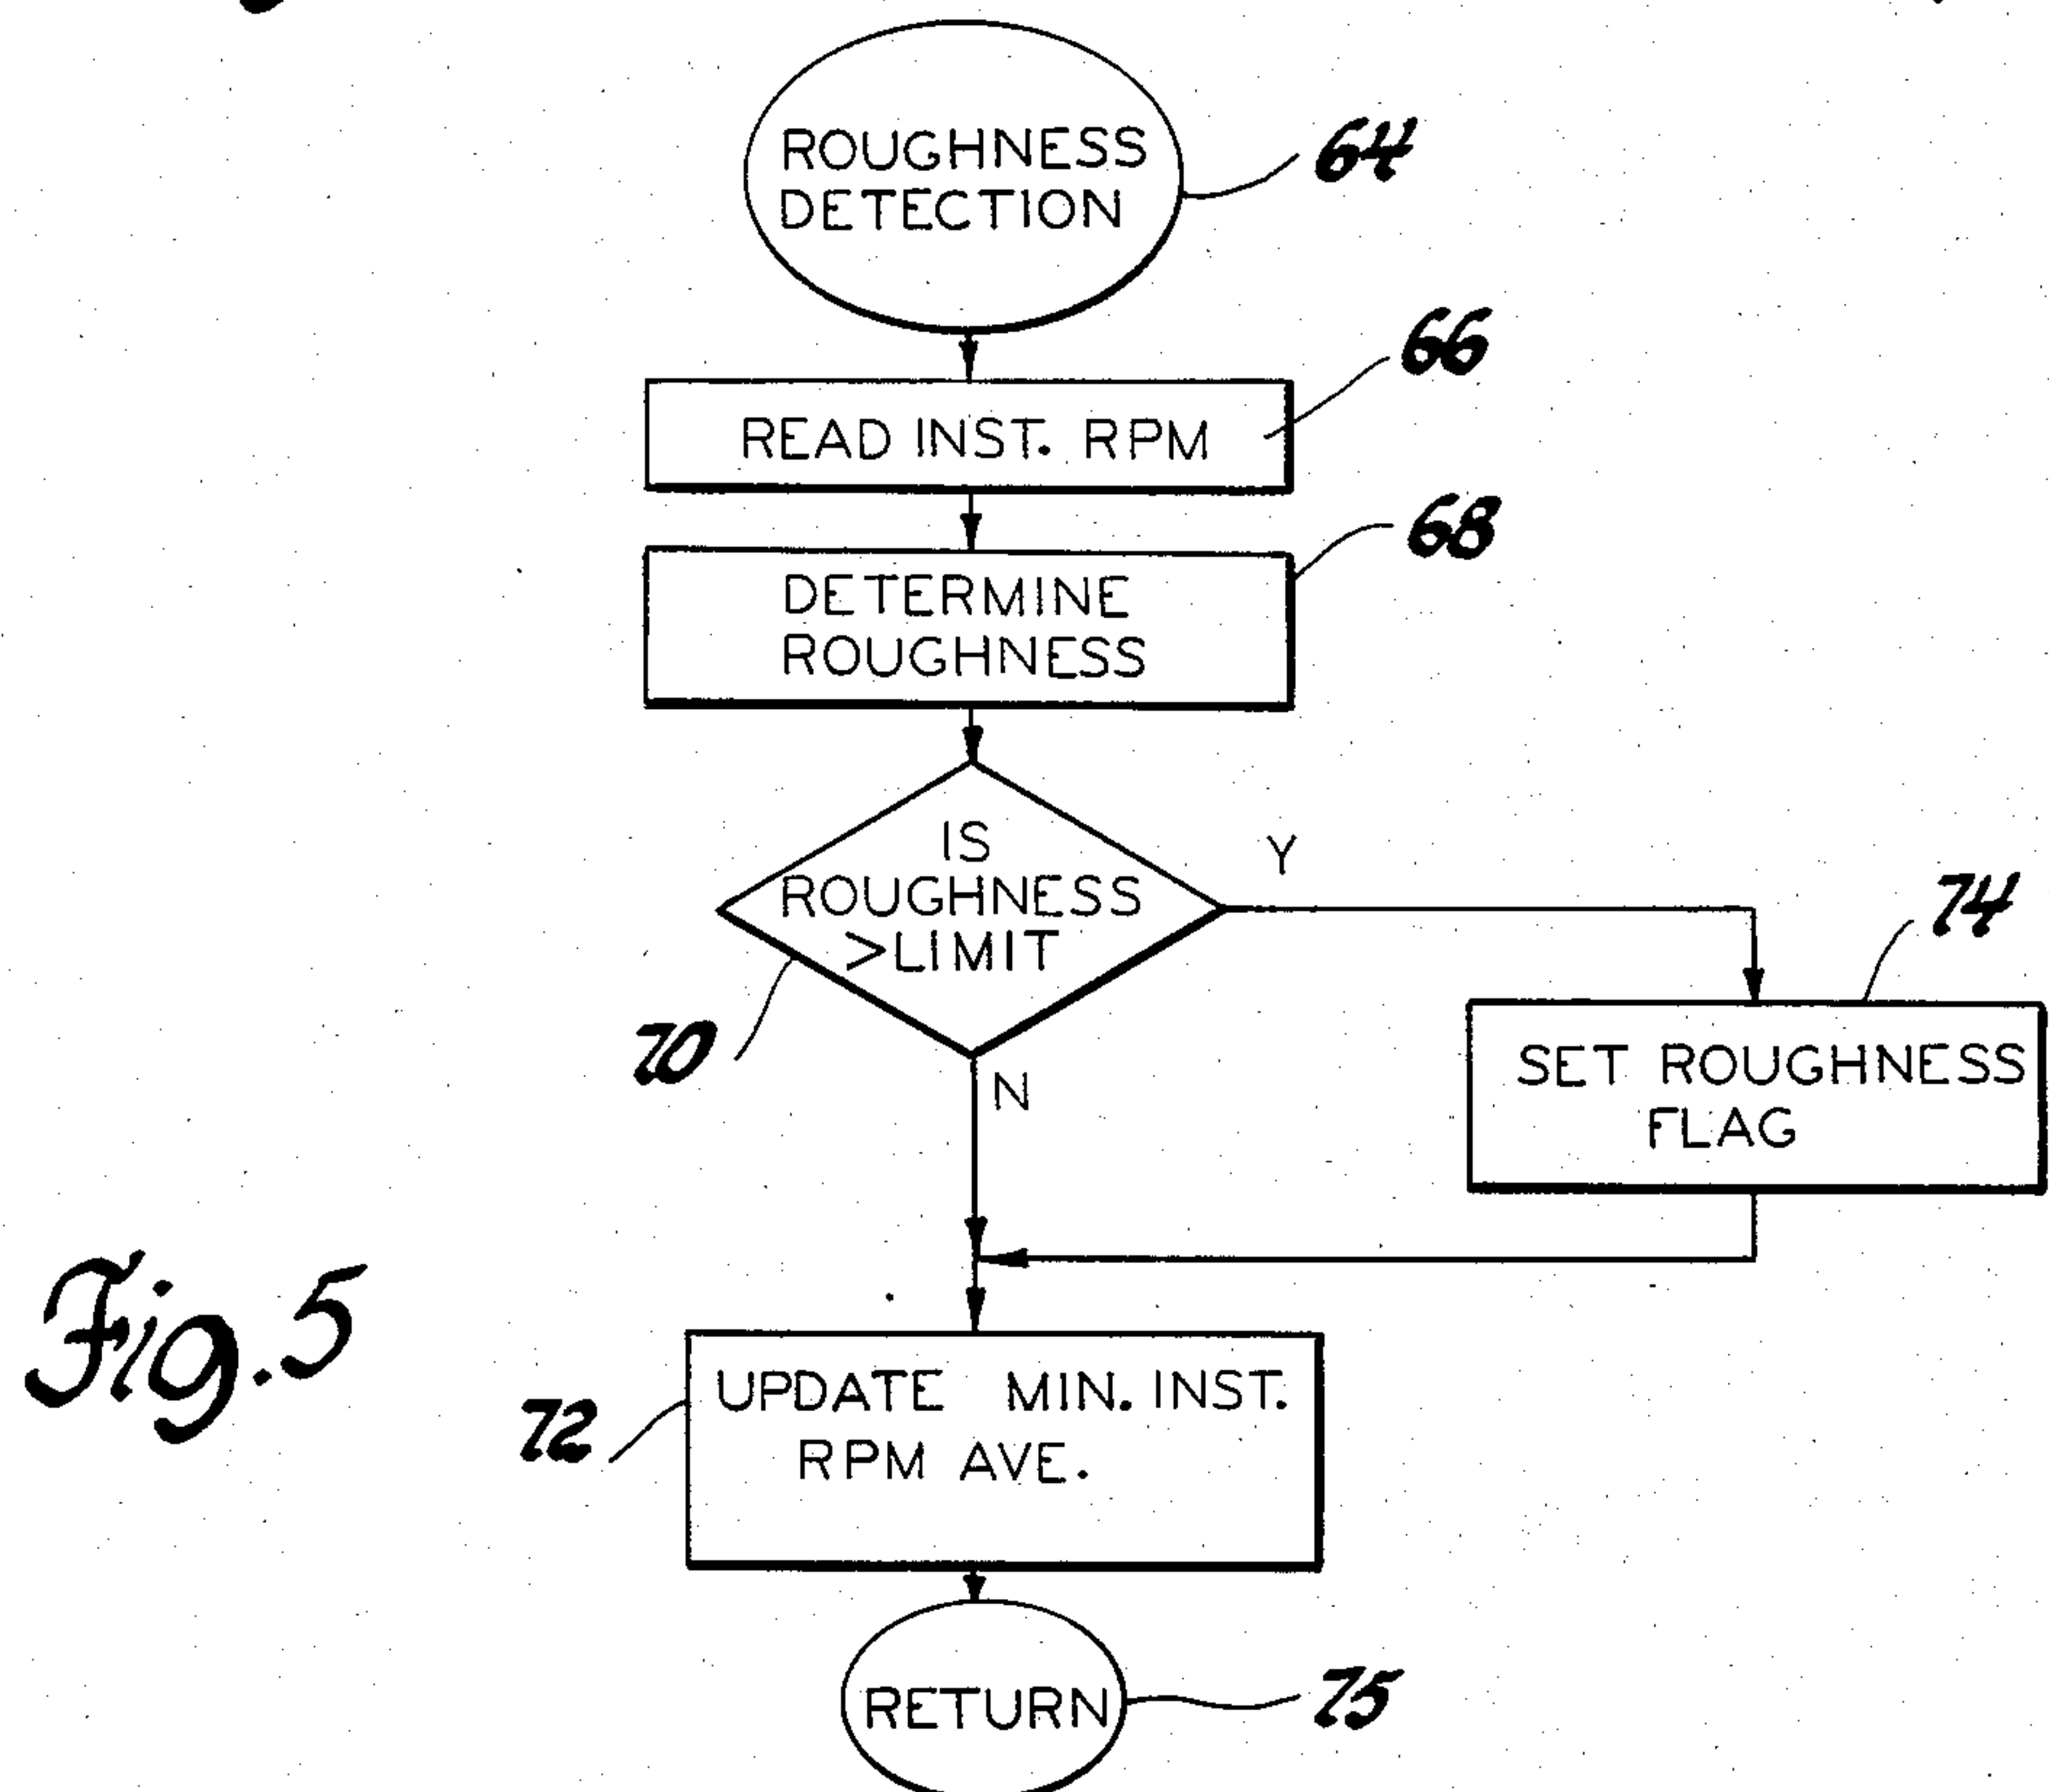 ROUGHNESS
DETECTION
64
READ INST. RPM
66
DETERMINE
ROUGHNESS
68
IS
ROUGHNESS
>LIMIT
Y
70
N
74
SET ROUGHNESS
FLAG
Fig. 5
72
UPDATE MIN. INST.
RPM AVE.
RETURN
75